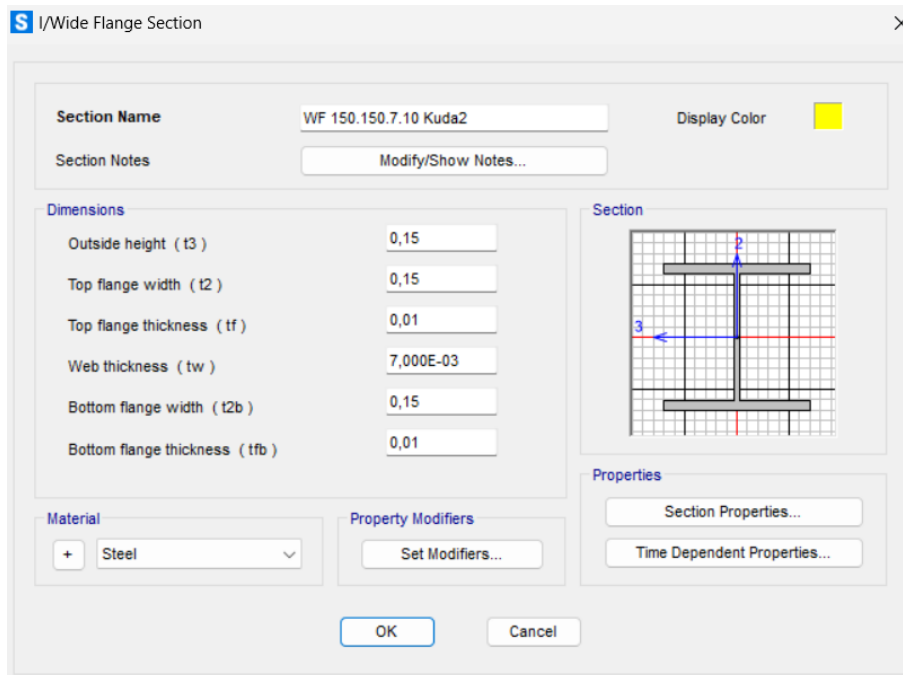 S I/Wide Flange Section
Section Name WF 150.150.7.10 Kuda2 Display Color
Section Notes Modify/Show Notes...
Dimensions
Outside height ( t3 ) 0,15
Top flange width ( t2 ) 0,15
Top flange thickness ( tf ) 0,01
Web thickness ( tw ) 7,000E-03
Bottom flange width ( t2b ) 0,15
Bottom flange thickness ( tfb ) 0,01
Section
2
3
Material
+ Steel
Property Modifiers
Set Modifiers...
Properties
Section Properties...
Time Dependent Properties...
OK Cancel